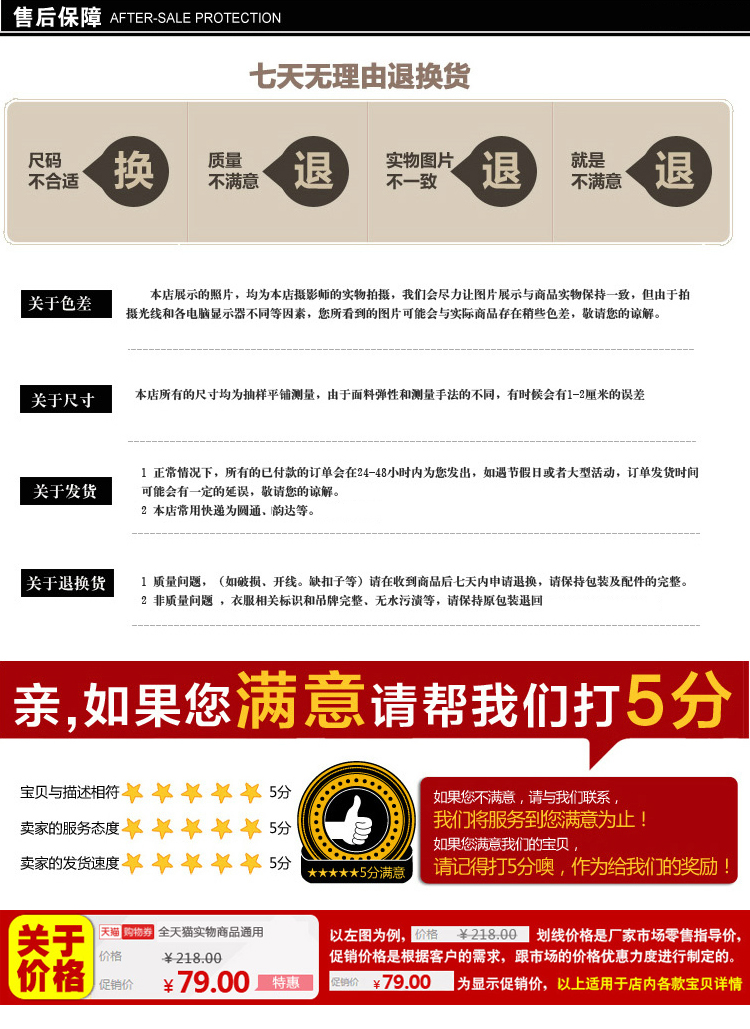 售后保障 AFTER-SALE PROTECTION
七天无理由退换货
尺码
不合适
换
质量
不满意
退
实物图片
不一致
退
就是
不满意
退
关于色差
本店展示的照片，均为本店摄影师的实物拍摄，我们会尽力让图片展示与商品实物保持一致，但由于拍
摄光线和各电脑显示器不同等因素，您所看到的图片可能会与实际商品存在稍些色差，敬请您的谅解。
关于尺寸
本店所有的尺寸均为抽样平铺测量，由于面料弹性和测量手法的不同，有时候会有1-2厘米的误差
关于发货
1 正常情况下，所有的已付款的订单会在24-48小时内为您发出，如遇节假日或者大型活动，订单发货时间
可能会有一定的延误，敬请您的谅解。
2 本店常用快递为圆通、韵达等。
关于退换货
1 质量问题，（如破损、开线。缺扣子等）请在收到商品后七天内申请退换，请保持包装及配件的完整。
2 非质量问题 ，衣服相关标识和吊牌完整、无水污渍等，请保持原包装退回
亲,如果您满意请帮我们打5分
宝贝与描述相符 5分
卖家的服务态度 5分
卖家的发货速度 5分
★★★★★5分满意
如果您不满意，请与我们联系，
我们将服务到您满意为止！
如果您满意我们的宝贝，
请记得打5分噢，作为给我们的奖励！
关于
价格
天猫 购物券 全天猫实物商品通用
价格 ￥218.00
促销价 ￥79.00 特惠
以左图为例，价格 ￥218.00 划线价格是厂家市场零售指导价，
促销价格是根据客户的需求，跟市场的价格优惠力度进行制定的。
促销价 ￥79.00 为显示促销价，以上适用于店内各款宝贝详情